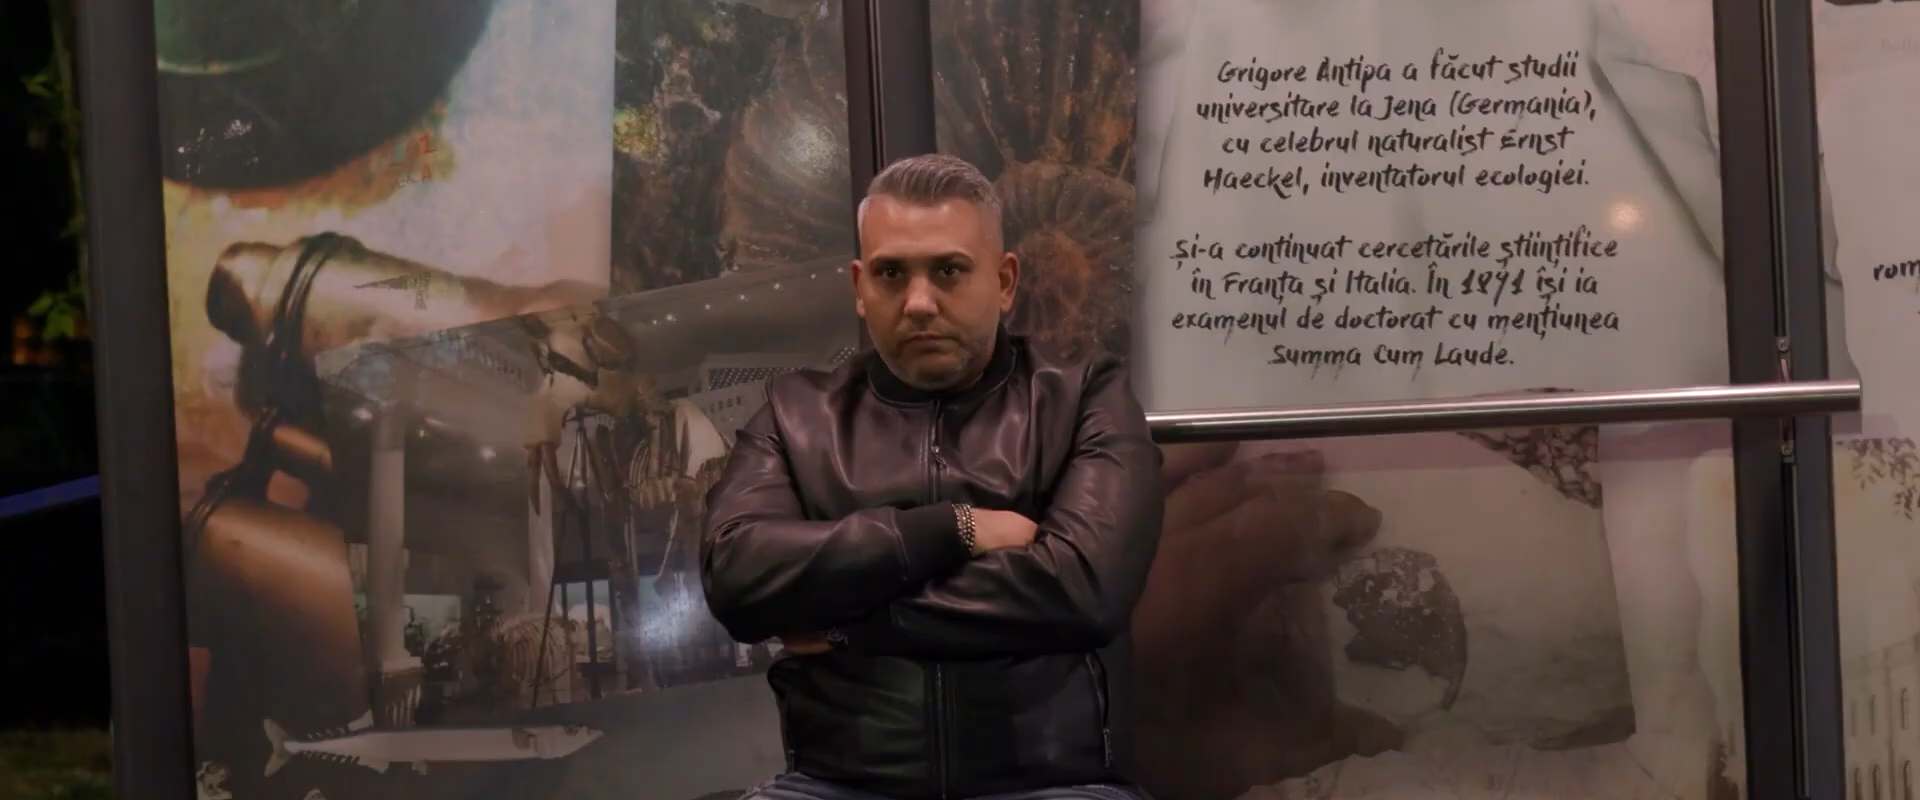 Grigore Antipa a făcut studii
universitare la Jena (Germania),
cu celebrul naturalist Ernst
Haeckel, inventatorul ecologiei.
Și-a continuat cercetările științifice
în Franța și Italia. În 1891 își ia
examenul de doctorat cu mențiunea
Summa Cum Laude.